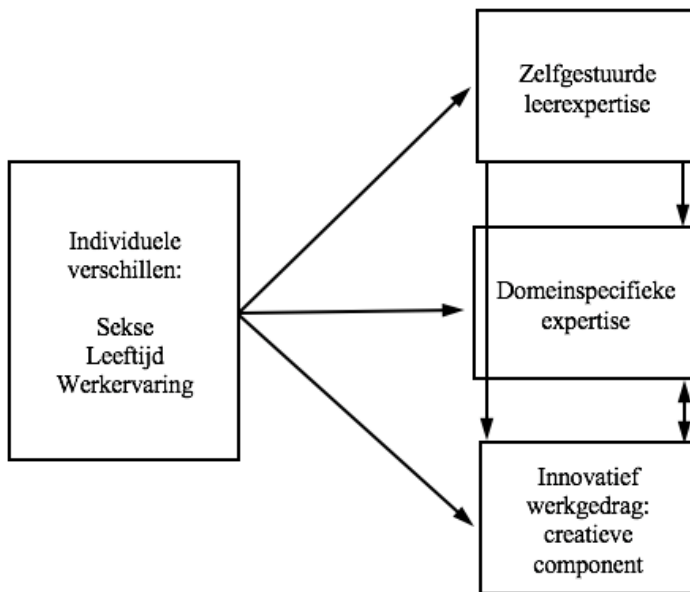 Zelfgestuurde
leerexpertise
Individuele
verschillen:
Sekse
Leeftijd
Werkervaring
Domeinspecifieke
expertise
Innovatief
werkgedrag:
creatieve
component